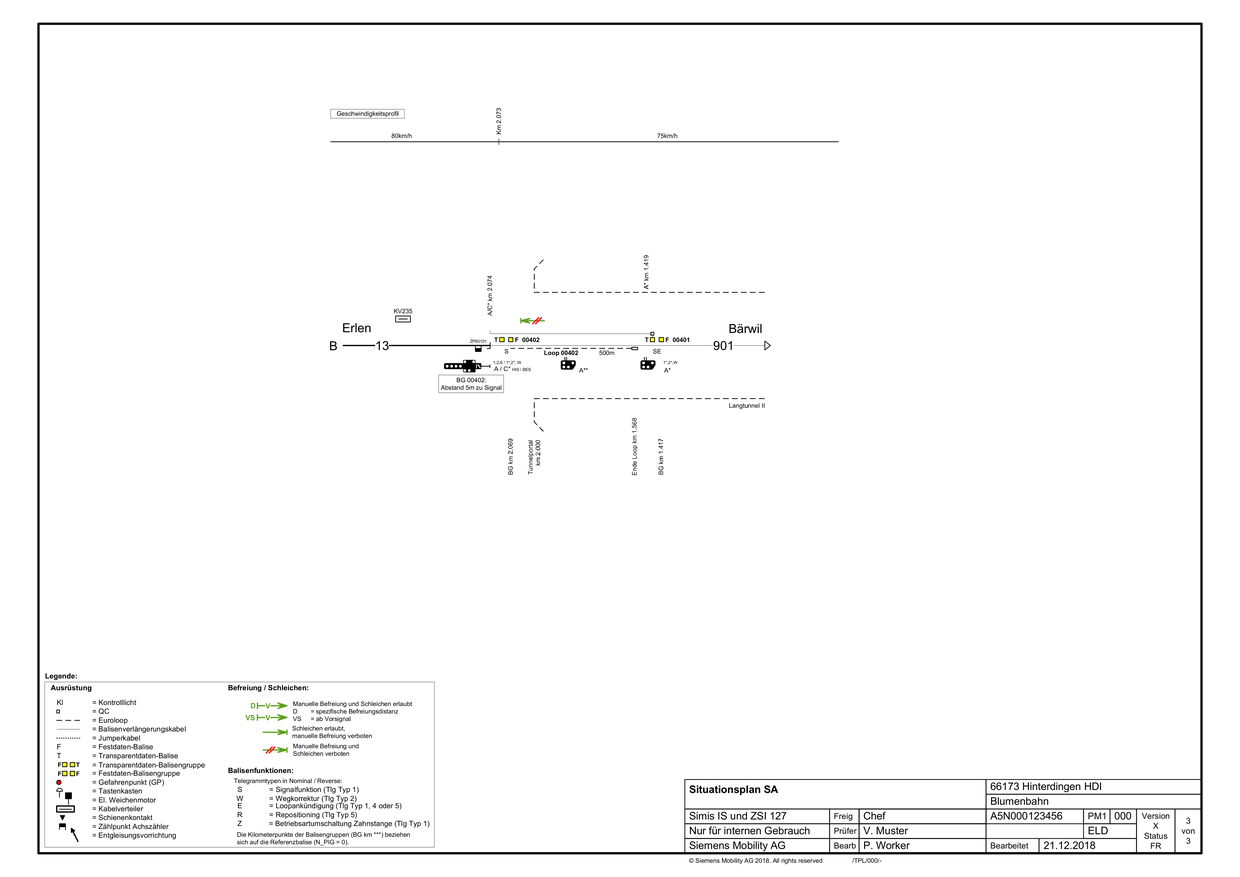 Geschwindigkeitsprofil
Km 2.073
80km/h
75km/h
A/C* km 2.074
A* km 1.419
KV235
Erlen
Bärwil
ZP90101
T F 00402
T F 00401
B 13
901
S
Loop 00402
500m
SE
1,2,6 / 1*,2*, W
A / C* HIS / BES
A**
1*,2*, W
A*
BG 00402:
Abstand 5m zu Signal
Langtunnel II
BG km 2.069
Tunnelportal
km 2.000
Ende Loop km 1.568
BG km 1.417
Legende:
Ausrüstung
Kl = Kontrolllicht
= QC
= Euroloop
= Balisenverlängerungskabel
= Jumperkabel
F = Festdaten-Balise
T = Transparentdaten-Balise
F T = Transparentdaten-Balisengruppe
F F = Festdaten-Balisengruppe
= Gefahrenpunkt (GP)
= Tastenkasten
= El. Weichenmotor
= Kabelverteiler
= Schienenkontakt
= Zählpunkt Achszähler
= Entgleisungsvorrichtung
Befreiung / Schleichen:
D V Manuelle Befreiung und Schleichen erlaubt
D = spezifische Befreiungsdistanz
VS V VS = ab Vorsignal
Schleichen erlaubt,
manuelle Befreiung verboten
Manuelle Befreiung und
Schleichen verboten
Balisenfunktionen:
Telegrammtypen in Nominal / Reverse:
S = Signalfunktion (Tlg Typ 1)
W = Wegkorrektur (Tlg Typ 2)
E = Loopankündigung (Tlg Typ 1, 4 oder 5)
R = Repositioning (Tlg Typ 5)
Z = Betriebsartumschaltung Zahnstange (Tlg Typ 1)
Die Kilometerpunkte der Balisengruppen (BG km ***) beziehen
sich auf die Referenzbalise (N_PIG = 0).
Situationsplan SA
66173 Hinterdingen HDI
Blumenbahn
Simis IS und ZSI 127
Freig Chef
A5N000123456 PM1 000
Version
X
Status
FR
3
von
3
Nur für internen Gebrauch
Prüfer V. Muster
ELD
Siemens Mobility AG
Bearb P. Worker
Bearbeitet 21.12.2018
© Siemens Mobility AG 2018. All rights reserved /TPL/000/-